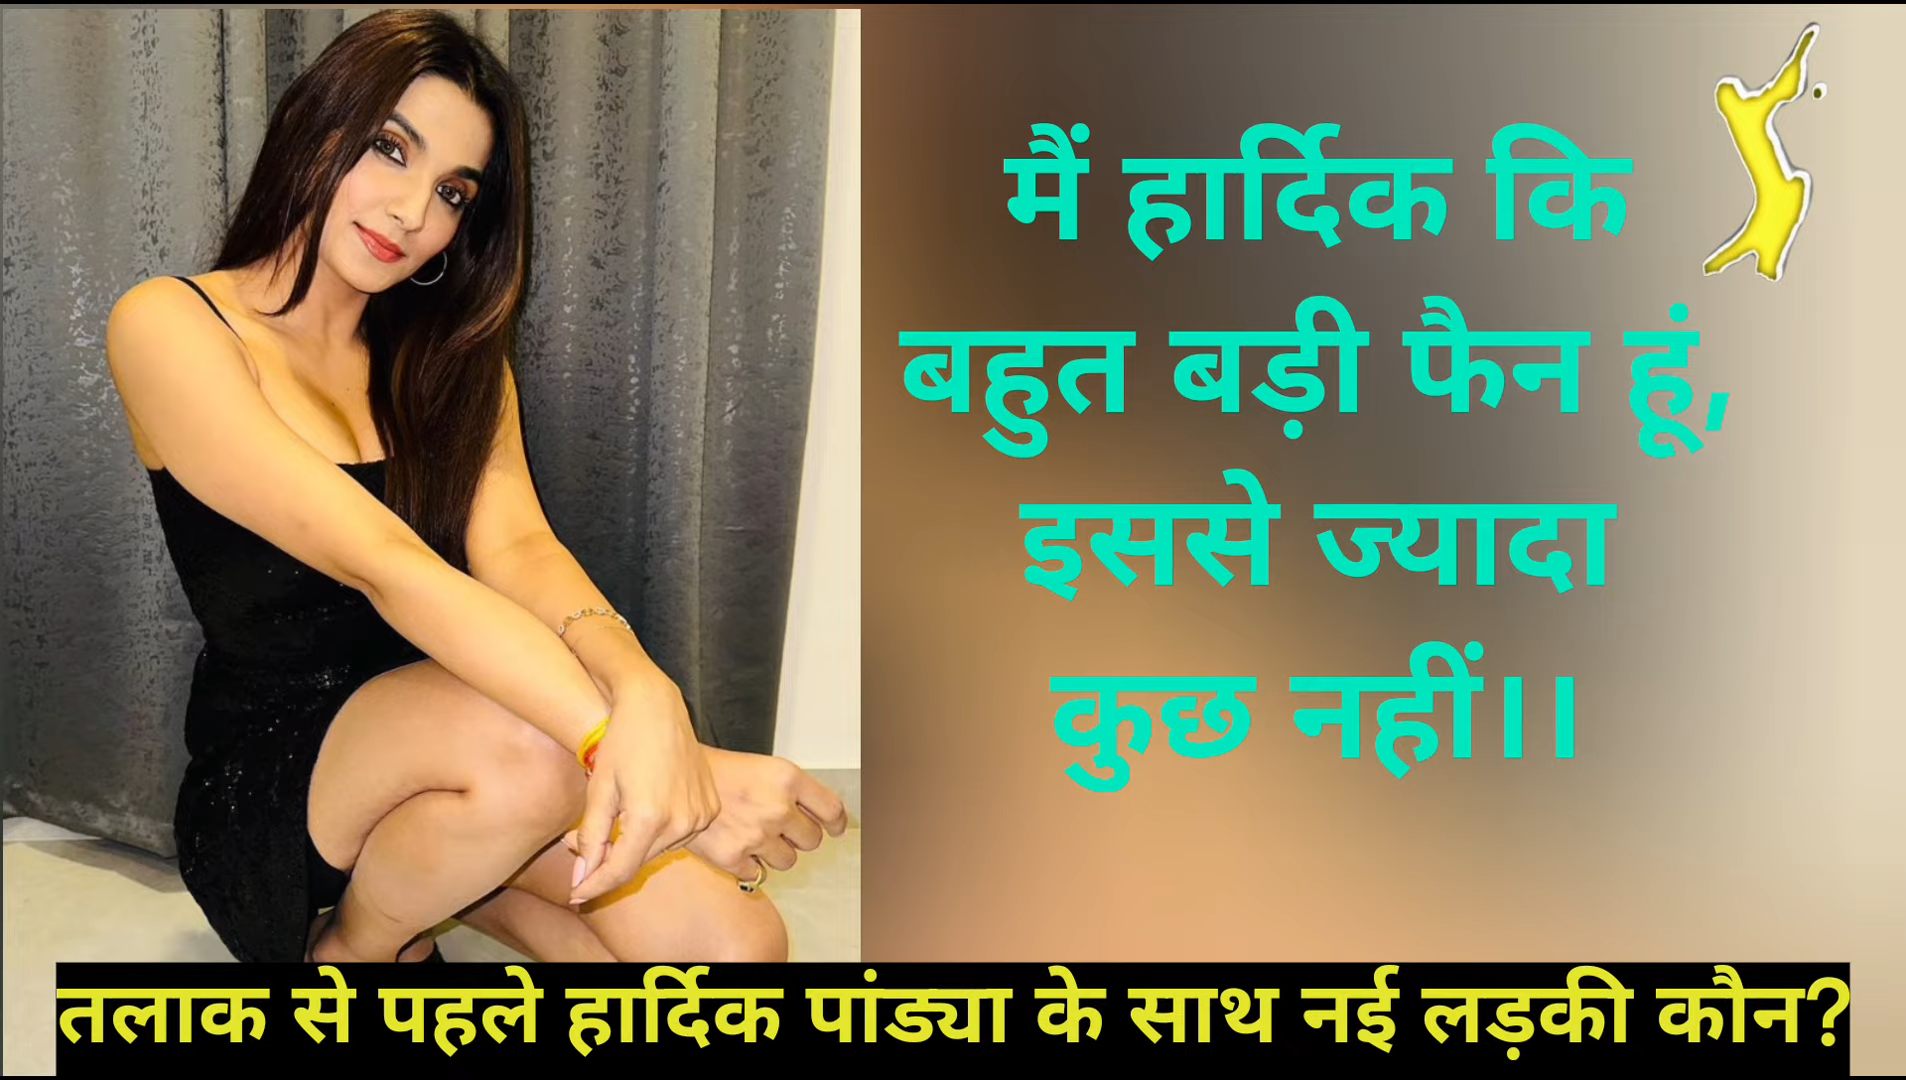 मैं हार्दिक कि
बहुत बड़ी फैन हूं,
इससे ज्यादा
कुछ नहीं।।
तलाक से पहले हार्दिक पांड्या के साथ नई लड़की कौन?